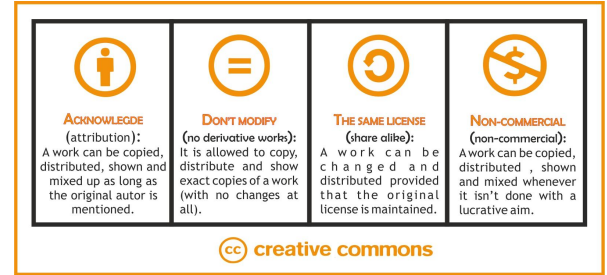 ACKNOWLEGDE
(attribution):
A work can be copied,
distributed, shown and
mixed up as long as
the original autor is
mentioned.
DON'T MODIFY
(no derivative works):
It is allowed to copy,
distribute and show
exact copies of a work
(with no changes at
all).
THE SAME LICENSE
(share alike):
A work can be
changed and
distributed provided
that the original
license is maintained.
NON-COMMERCIAL
(non-commercial):
A work can be copied,
distributed , shown
and mixed whenever
it isn't done with a
lucrative aim.
cc creative commons